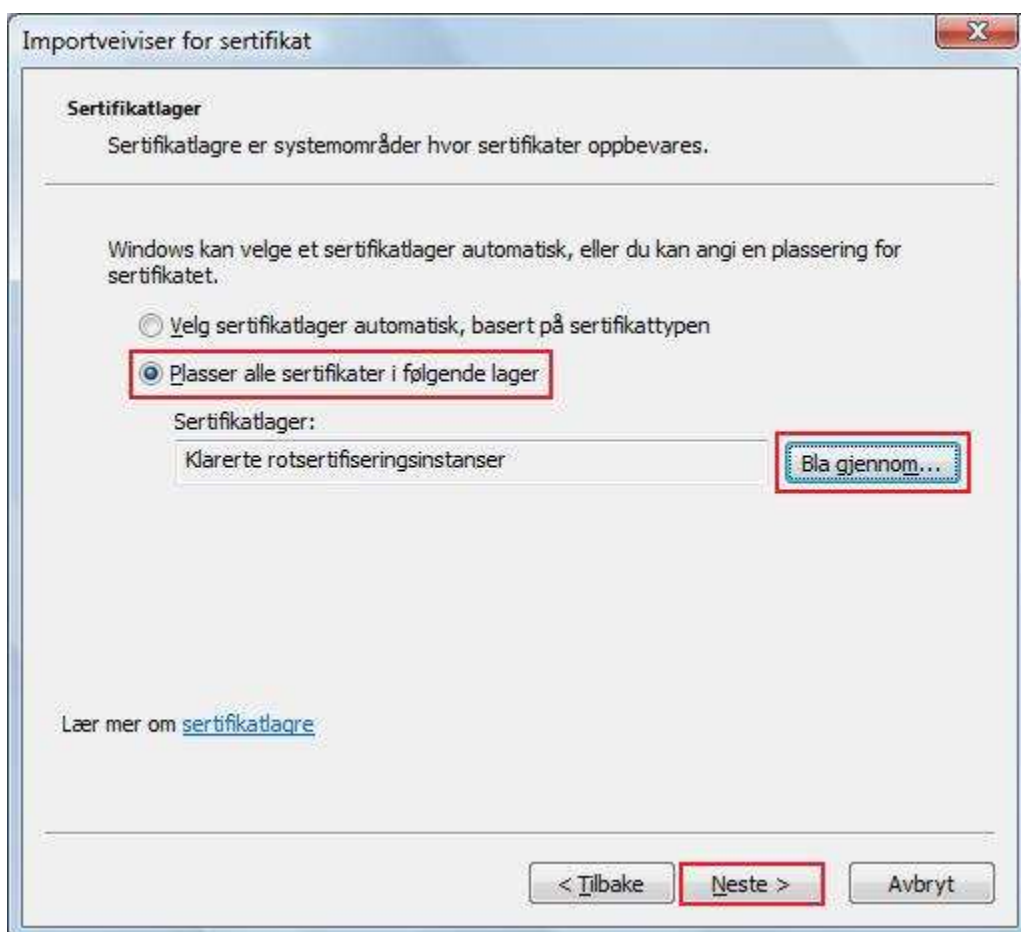 Importveiviser for sertifikat
Sertifikatlager
Sertifikatlagre er systemområder hvor sertifikater oppbevares.
Windows kan velge et sertifikatlager automatisk, eller du kan angi en plassering for
sertifikatet.
Velg sertifikatlager automatisk, basert på sertifikattypen
Plasser alle sertifikater i følgende lager
Sertifikatlager:
Klarerte rotsertifiseringsinstanser
Bla gjennom...
Lær mer om sertifikatlagre
< Tilbake
Neste >
Avbryt